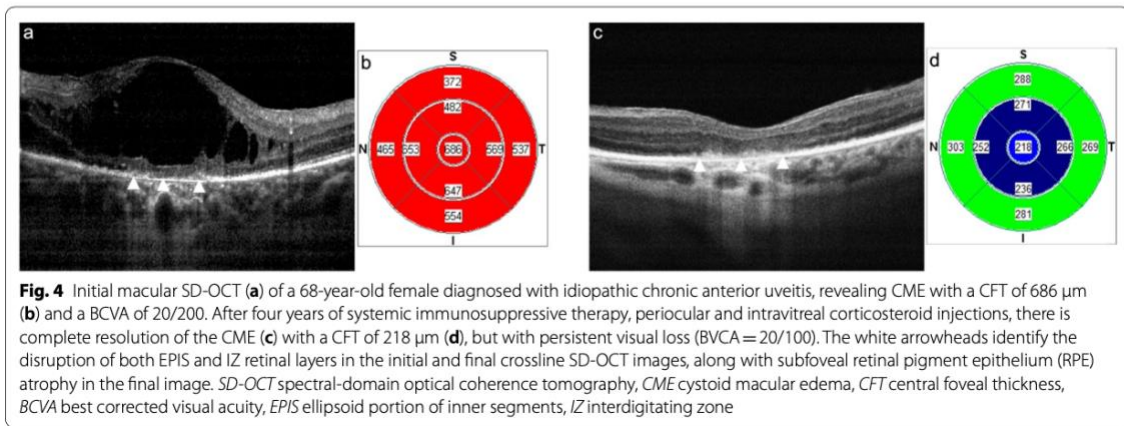 a
b
S
372
482
N 465 553 686 569 537 T
647
554
I
c
d
S
288
271
N 303 252 218 266 269 T
236
281
I
Fig. 4 Initial macular SD-OCT (a) of a 68-year-old female diagnosed with idiopathic chronic anterior uveitis, revealing CME with a CFT of 686 µm
(b) and a BCVA of 20/200. After four years of systemic immunosuppressive therapy, periocular and intravitreal corticosteroid injections, there is
complete resolution of the CME (c) with a CFT of 218 µm (d), but with persistent visual loss (BVCA = 20/100). The white arrowheads identify the
disruption of both EPIS and IZ retinal layers in the initial and final crossline SD-OCT images, along with subfoveal retinal pigment epithelium (RPE)
atrophy in the final image. SD-OCT spectral-domain optical coherence tomography, CME cystoid macular edema, CFT central foveal thickness,
BCVA best corrected visual acuity, EPIS ellipsoid portion of inner segments, IZ interdigitating zone